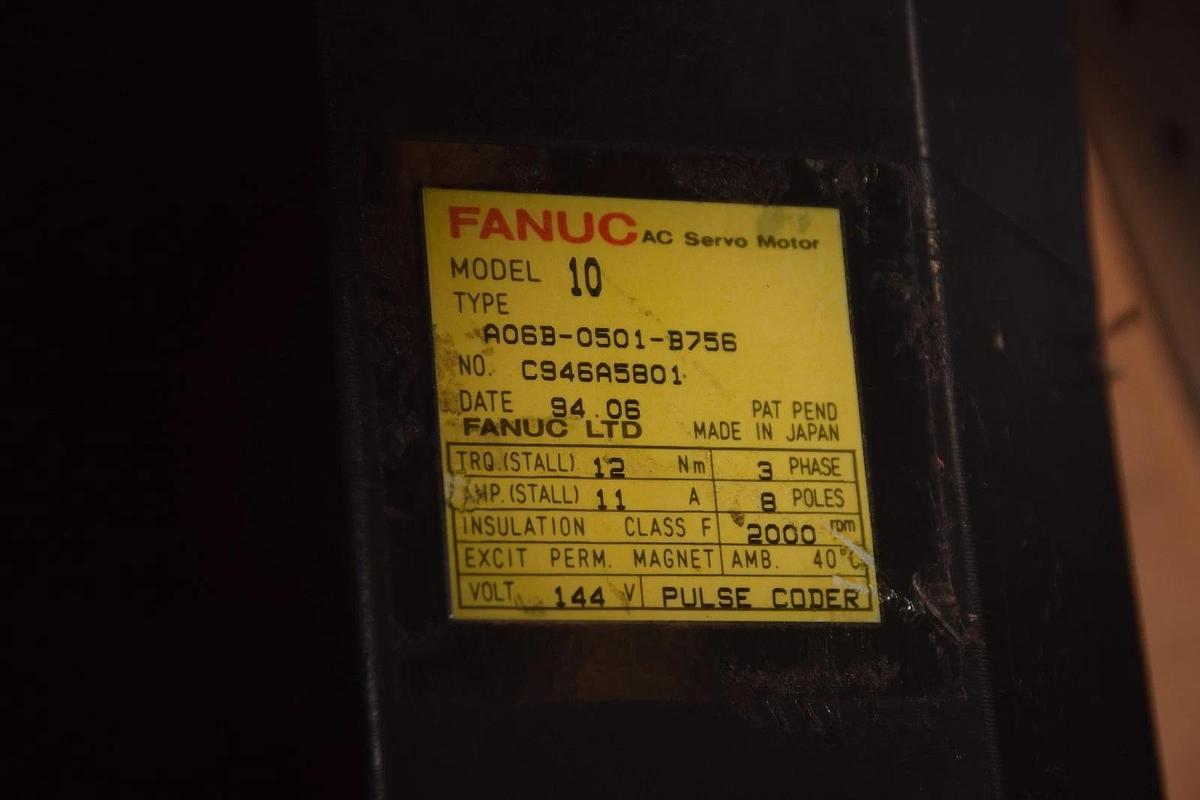 FANUC AC Servo Motor
MODEL 10
TYPE
A06B-0501-B756
NO. C946A5801
DATE 94.06 PAT PEND
FANUC LTD MADE IN JAPAN
TRQ.(STALL) 12 Nm 3 PHASE
AMP.(STALL) 11 A 8 POLES
INSULATION CLASS F 2000 rpm
EXCIT PERM. MAGNET AMB. 40°C
VOLT 144 V PULSE CODER